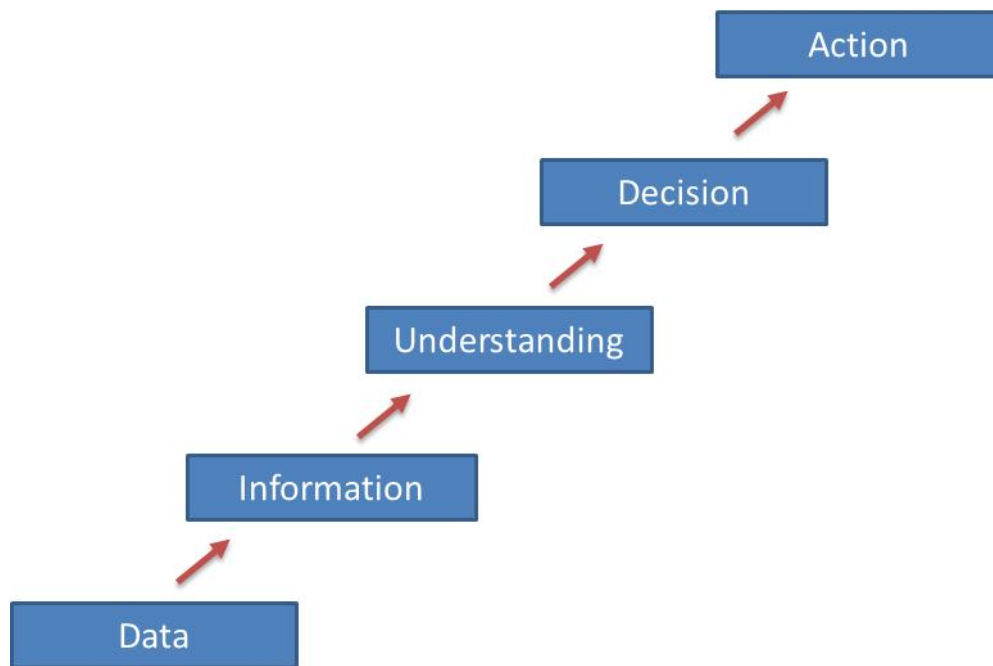 Action
Decision
Understanding
Information
Data